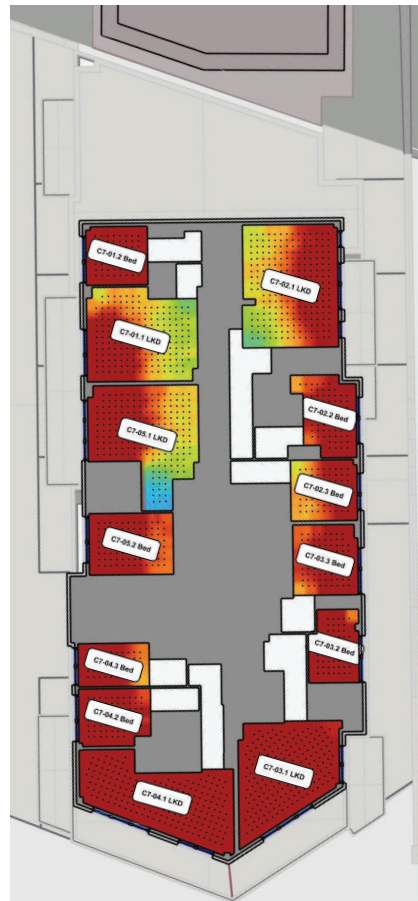 C7-01.2 Bed
C7-02.1 LKD
C7-01.1 LKD
C7-05.1 LKD
C7-02.2 Bed
C7-02.3 Bed
C7-05.2 Bed
C7-03.3 Bed
C7-03.2 Bed
C7-04.3 Bed
C7-04.2 Bed
C7-03.1 LKD
C7-04.1 LKD